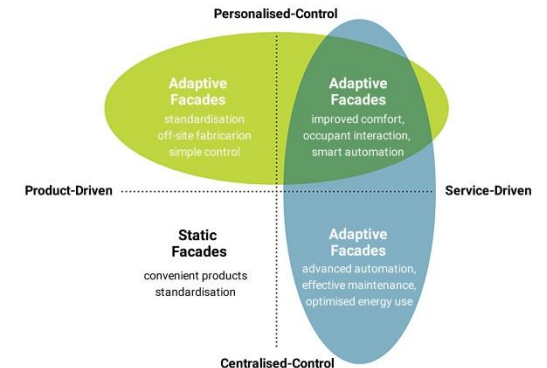 Personalised-Control
Adaptive
Facades
standardisation
off-site fabricarion
simple control
Adaptive
Facades
improved comfort,
occupant interaction,
smart automation
Product-Driven
Service-Driven
Static
Facades
convenient products
standardisation
Adaptive
Facades
advanced automation,
effective maintenance,
optimised energy use
Centralised-Control